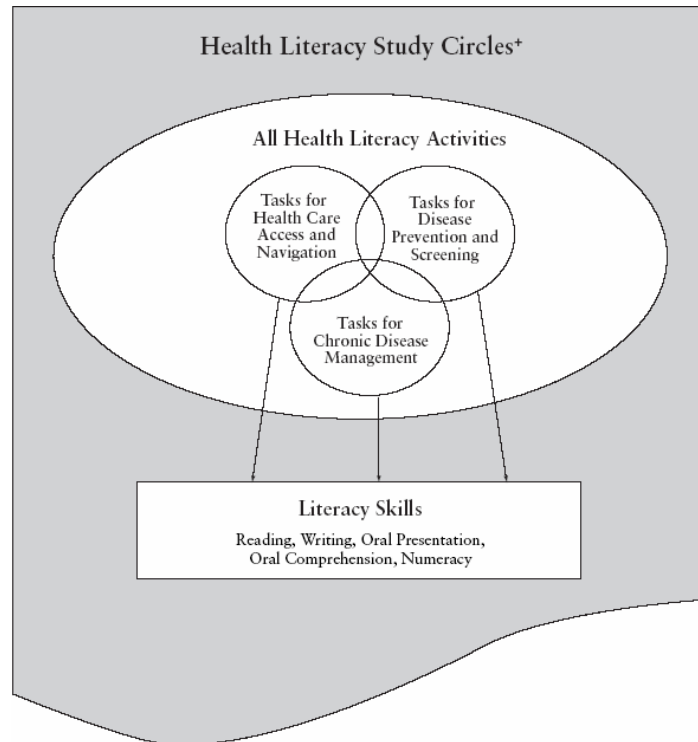 Health Literacy Study Circles+
All Health Literacy Activities
Tasks for
Health Care
Access and
Navigation
Tasks for
Disease
Prevention and
Screening
Tasks for
Chronic Disease
Management
Literacy Skills
Reading, Writing, Oral Presentation,
Oral Comprehension, Numeracy